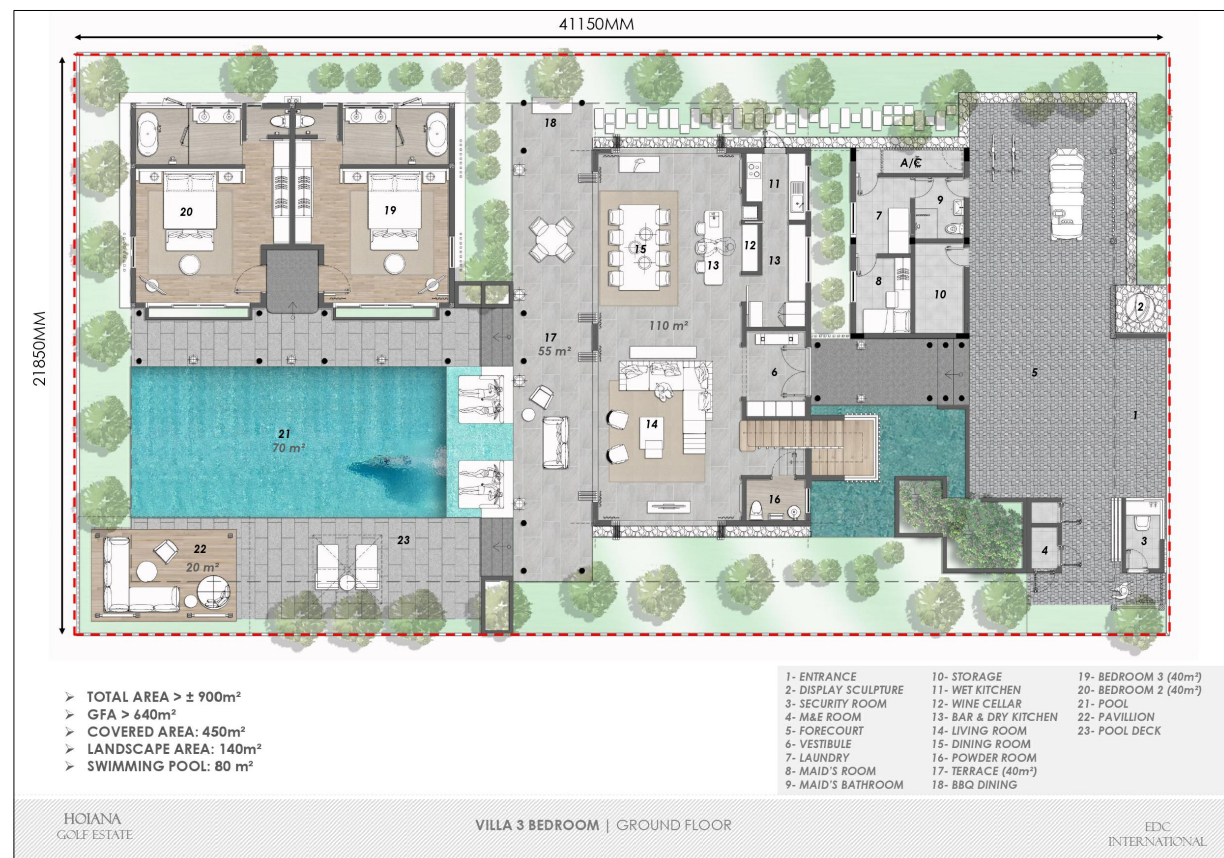 41150MM
21850MM
18
A/C
11
9
20
19
7
12
15
13
13
8
10
2
110 m²
17
55 m²
6
5
1
14
21
70 m²
16
23
3
22
4
20 m²
➢ TOTAL AREA > ± 900m²
➢ GFA > 640m²
➢ COVERED AREA: 450m²
➢ LANDSCAPE AREA: 140m²
➢ SWIMMING POOL: 80 m²
1- ENTRANCE
2- DISPLAY SCULPTURE
3- SECURITY ROOM
4- M&E ROOM
5- FORECOURT
6- VESTIBULE
7- LAUNDRY
8- MAID'S ROOM
9- MAID'S BATHROOM
10- STORAGE
11- WET KITCHEN
12- WINE CELLAR
13- BAR & DRY KITCHEN
14- LIVING ROOM
15- DINING ROOM
16- POWDER ROOM
17- TERRACE (40m²)
18- BBQ DINING
19- BEDROOM 3 (40m²)
20- BEDROOM 2 (40m²)
21- POOL
22- PAVILLION
23- POOL DECK
HOIANA
GOLF ESTATE
VILLA 3 BEDROOM | GROUND FLOOR
EDC
INTERNATIONAL